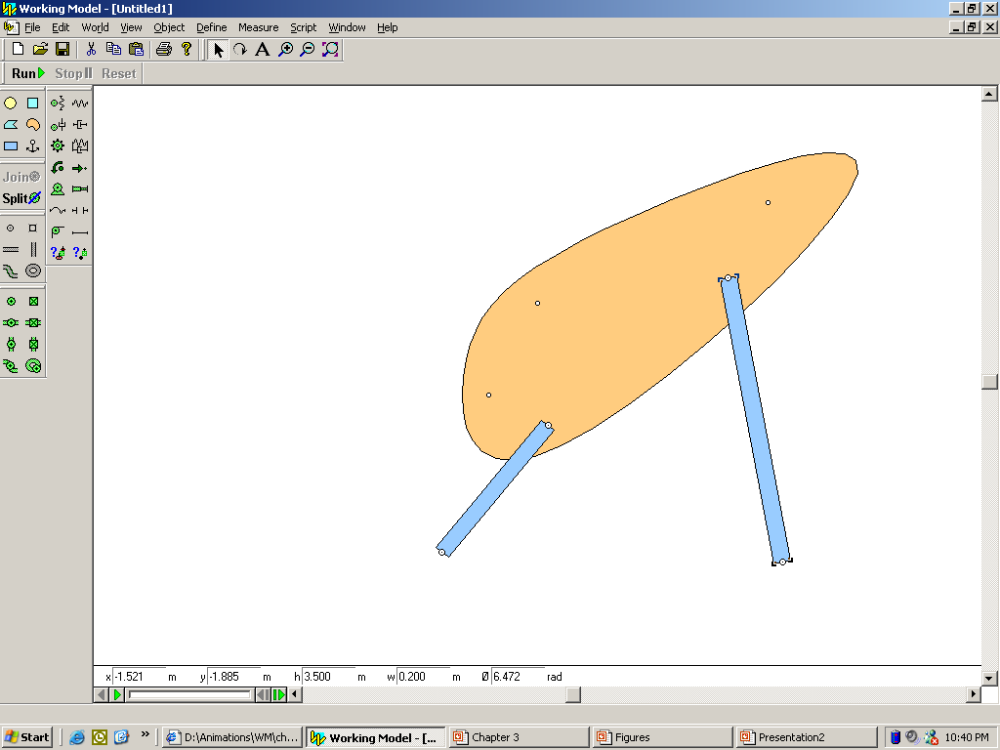 Working Model - [Untitled1]
File Edit World View Object Define Measure Script Window Help
A ?
Run Stop Reset
Join
Split
? ?
x -1.521 m y -1.885 m h 3.500 m w 0.200 m Ø 6.472 rad
Start » D:\Animations\WM\ch... Working Model - [... Chapter 3 Figures Presentation2 10:40 PM